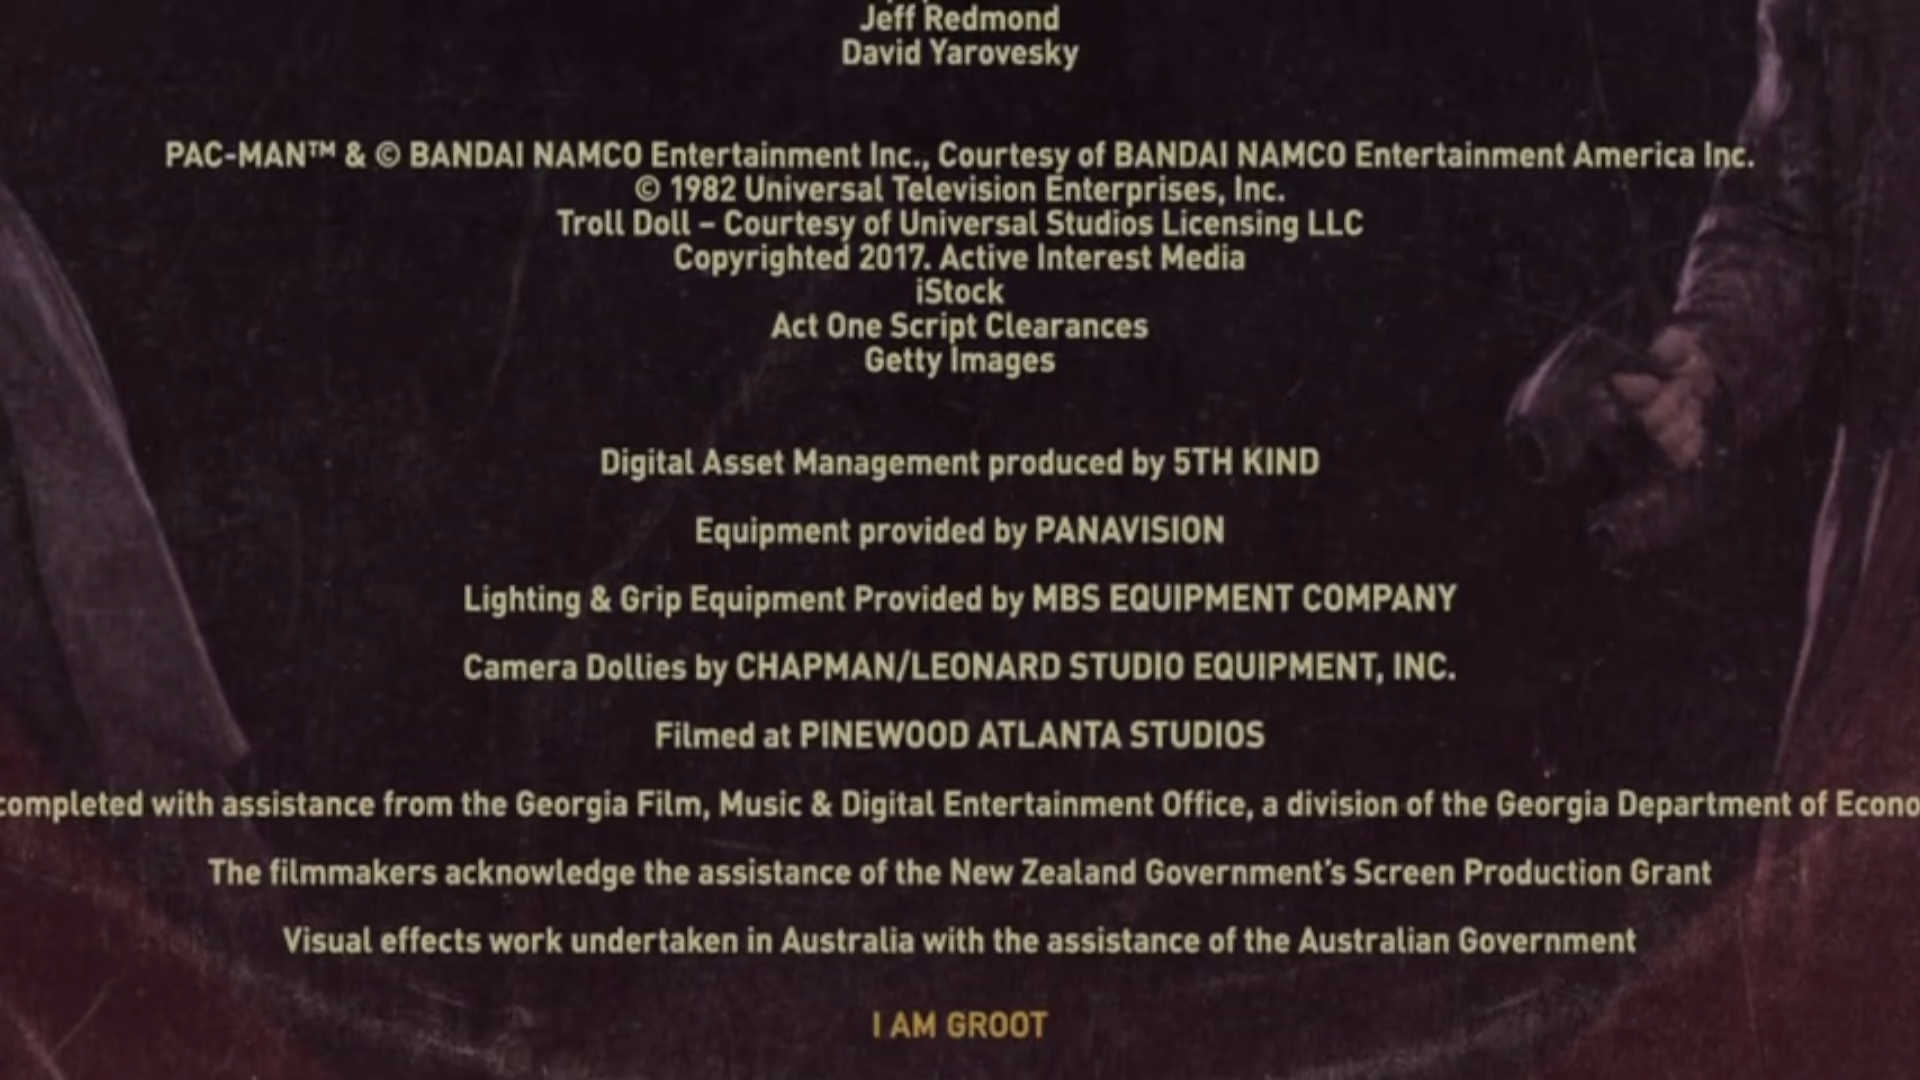 Jeff Redmond
David Yarovesky
PAC-MAN™ & © BANDAI NAMCO Entertainment Inc., Courtesy of BANDAI NAMCO Entertainment America Inc.
© 1982 Universal Television Enterprises, Inc.
Troll Doll – Courtesy of Universal Studios Licensing LLC
Copyrighted 2017. Active Interest Media
iStock
Act One Script Clearances
Getty Images
Digital Asset Management produced by 5TH KIND
Equipment provided by PANAVISION
Lighting & Grip Equipment Provided by MBS EQUIPMENT COMPANY
Camera Dollies by CHAPMAN/LEONARD STUDIO EQUIPMENT, INC.
Filmed at PINEWOOD ATLANTA STUDIOS
completed with assistance from the Georgia Film, Music & Digital Entertainment Office, a division of the Georgia Department of Econo
The filmmakers acknowledge the assistance of the New Zealand Government's Screen Production Grant
Visual effects work undertaken in Australia with the assistance of the Australian Government
I AM GROOT